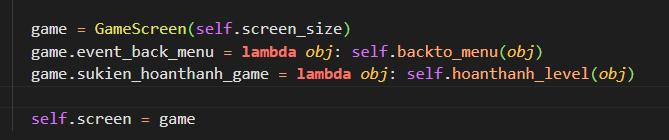 game = GameScreen(self.screen_size)
game.event_back_menu = lambda obj: self.backto_menu(obj)
game.sukien_hoanthanh_game = lambda obj: self.hoanthanh_level(obj)
self.screen = game